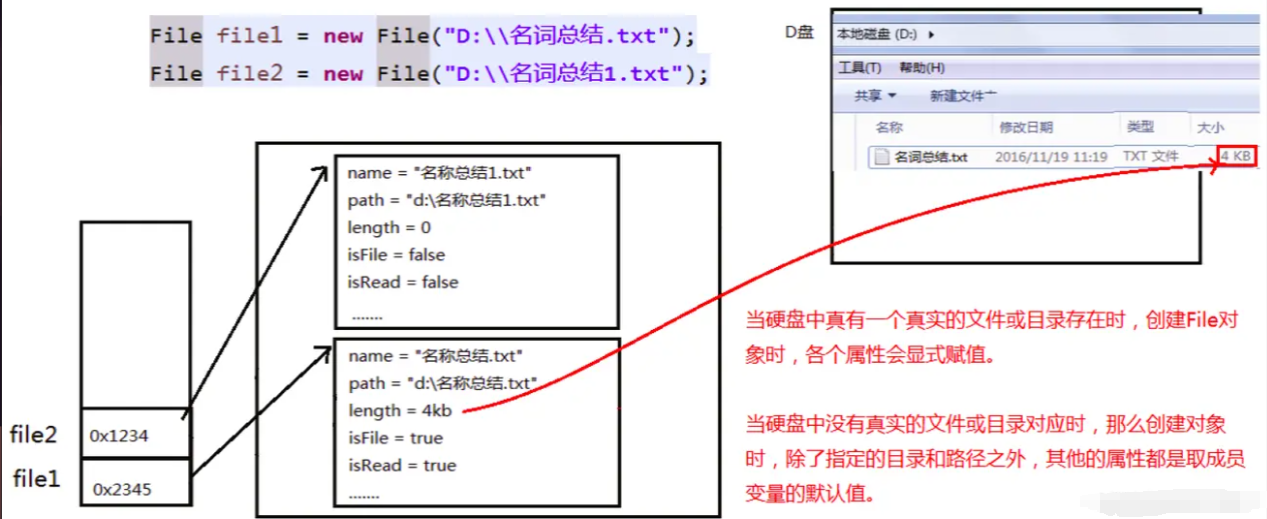 File file1 = new File("D:\\名词总结.txt");
File file2 = new File("D:\\名词总结1.txt");
D盘
本地磁盘 (D:)
工具(T) 帮助(H)
共享 新建文件
名称 修改日期 类型 大小
名词总结.txt 2016/11/19 11:19 TXT 文件 4 KB
name = "名称总结1.txt"
path = "d:\名称总结1.txt"
length = 0
isFile = false
isRead = false
.......
name = "名称总结.txt"
path = "d:\名称总结.txt"
length = 4kb
isFile = true
isRead = true
.......
file2 0x1234
file1 0x2345
当硬盘中真有一个真实的文件或目录存在时，创建File对
象时，各个属性会显式赋值。
当硬盘中没有真实的文件或目录对应时，那么创建对象
时，除了指定的目录和路径之外，其他的属性都是取成员
变量的默认值。